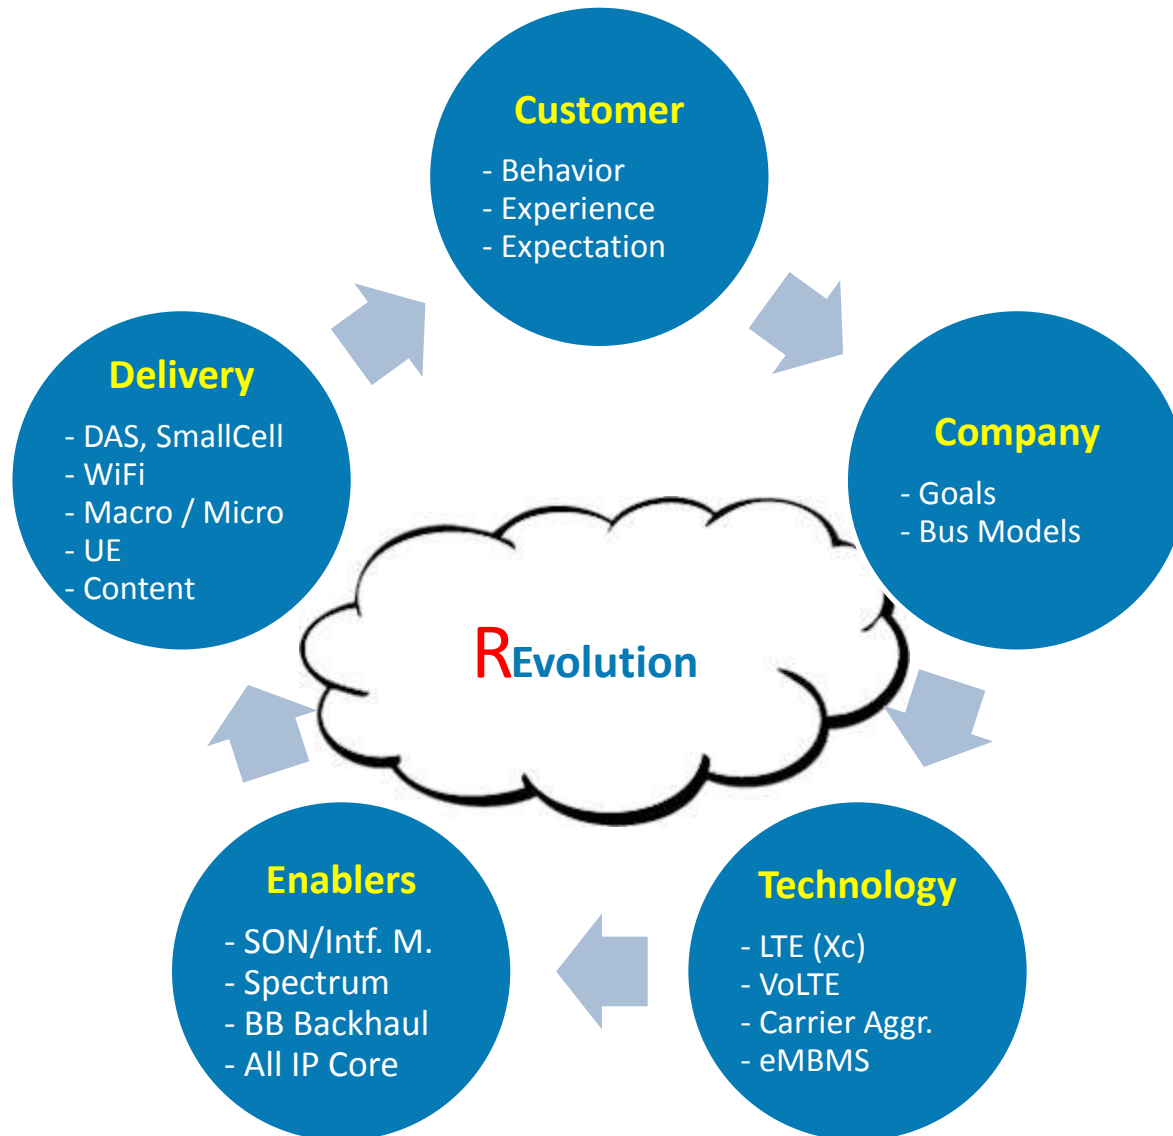 Customer
- Behavior
- Experience
- Expectation
Company
- Goals
- Bus Models
Technology
- LTE (Xc)
- VoLTE
- Carrier Aggr.
- eMBMS
Enablers
- SON/Intf. M.
- Spectrum
- BB Backhaul
- All IP Core
Delivery
- DAS, SmallCell
- WiFi
- Macro / Micro
- UE
- Content
REvolution